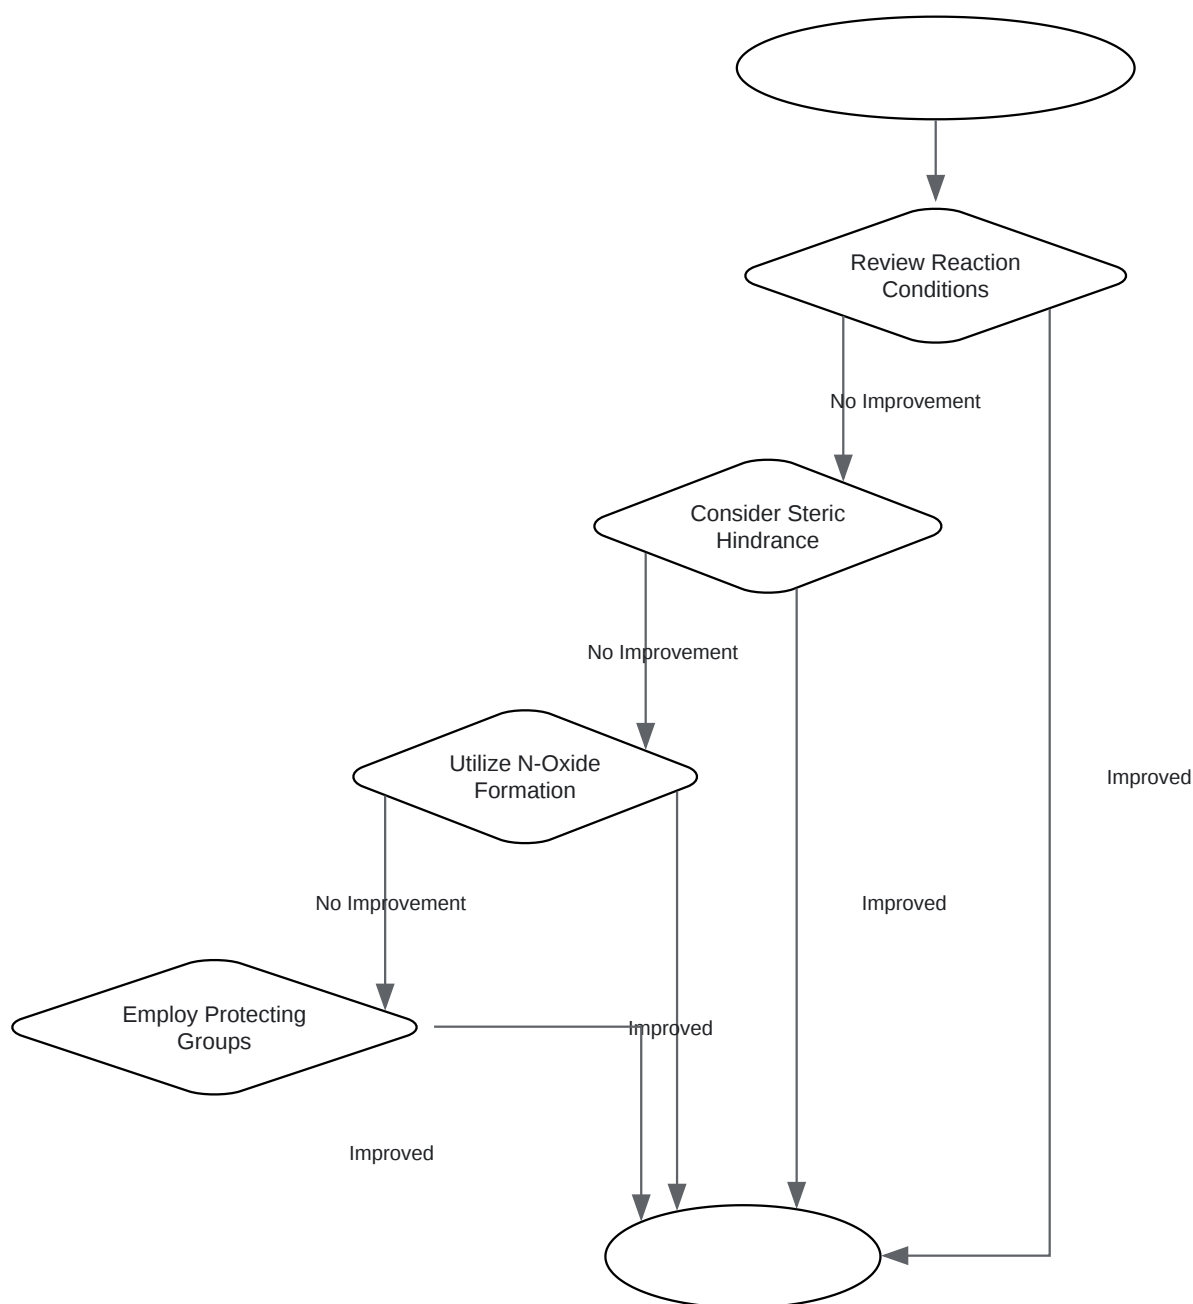 Review Reaction
Conditions
No Improvement
Consider Steric
Hindrance
No Improvement
Utilize N-Oxide
Formation
Improved
No Improvement
Improved
Employ Protecting
Groups
Improved
Improved